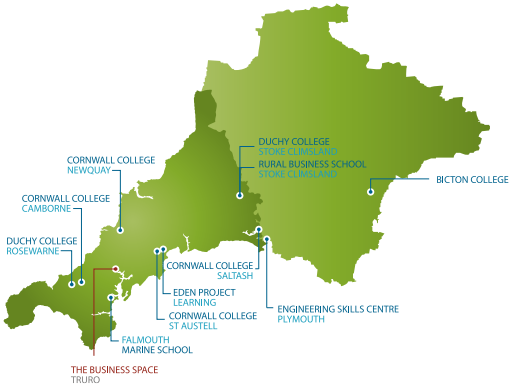 DUCHY COLLEGE
STOKE CLIMSLAND
RURAL BUSINESS SCHOOL
STOKE CLIMSLAND
BICTON COLLEGE
CORNWALL COLLEGE
NEWQUAY
CORNWALL COLLEGE
CAMBORNE
DUCHY COLLEGE
ROSEWARNE
CORNWALL COLLEGE
SALTASH
EDEN PROJECT
LEARNING
CORNWALL COLLEGE
ST AUSTELL
ENGINEERING SKILLS CENTRE
PLYMOUTH
FALMOUTH
MARINE SCHOOL
THE BUSINESS SPACE
TRURO